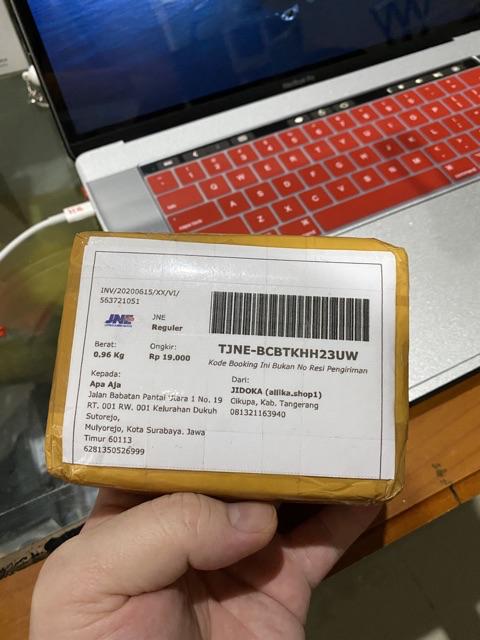 MacBook Pro
INV/20200615/XX/VI/
563721051
JNE
JNE
Reguler
Berat:
0.96 Kg
Ongkir:
Rp 19.000
TJNE-BCBTKHH23UW
Kode Booking Ini Bukan No Resi Pengiriman
Kepada:
Apa Aja
Jalan Babatan Pantai Utara 1 No. 19
RT. 001 RW. 001 Kelurahan Dukuh
Sutorejo,
Mulyorejo, Kota Surabaya. Jawa
Timur 60113
6281350526999
Dari:
JIDOKA (allika.shop1)
Cikupa, Kab. Tangerang
081321163940